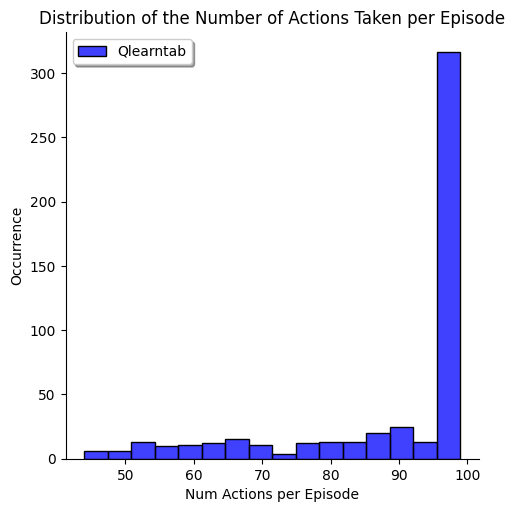 Distribution of the Number of Actions Taken per Episode
Qlearntab
300
250
200
150
100
50
0
Occurrence
50 60 70 80 90 100
Num Actions per Episode